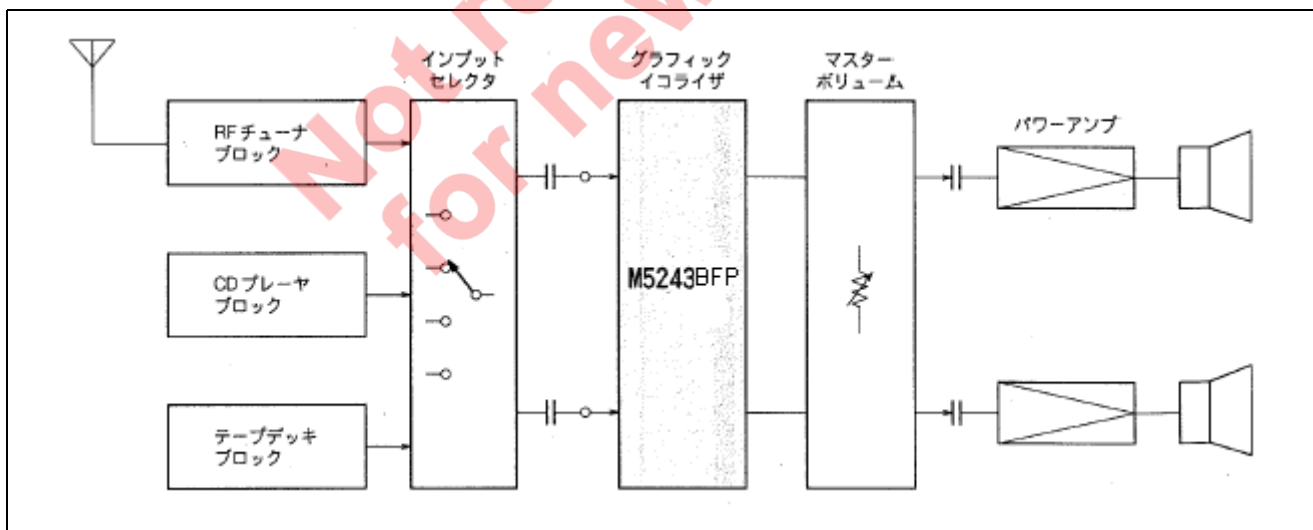 インプット
セレクタ
グラフィック
イコライザ
マスター
ボリューム
パワーアンプ
RFチューナ
ブロック
CDプレーヤ
ブロック
テープデッキ
ブロック
M5243BFP
Not
for new